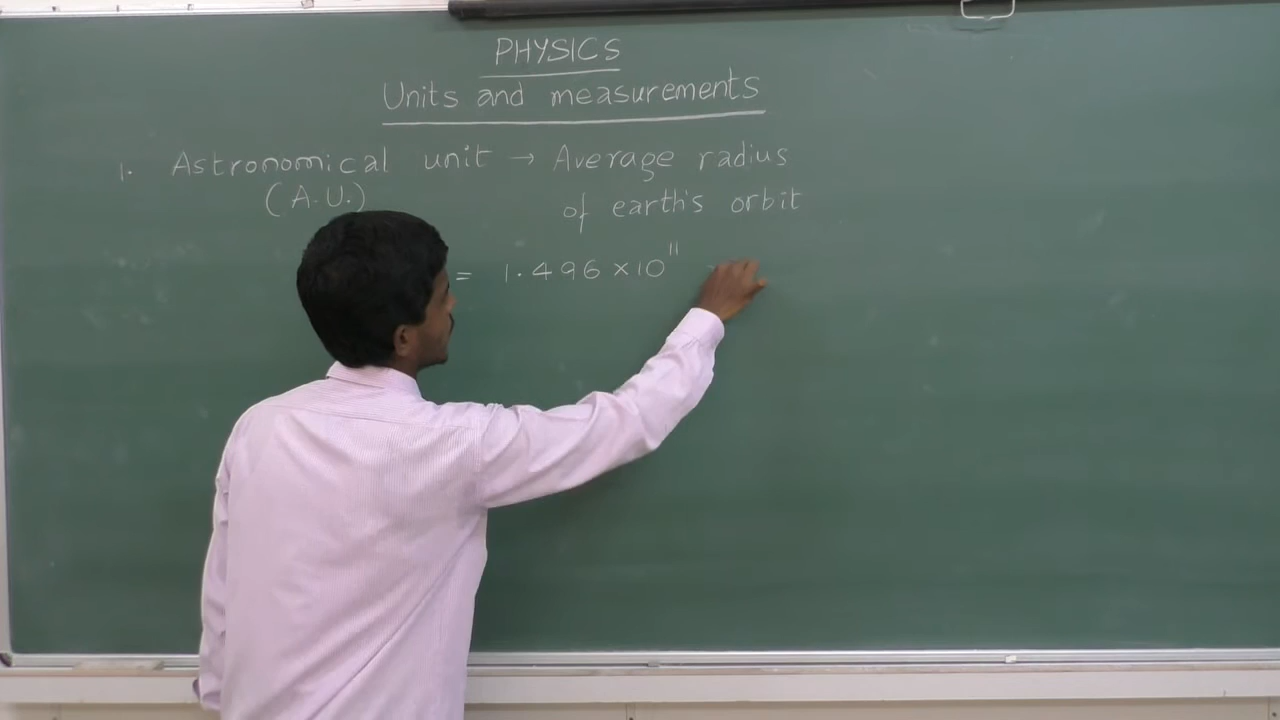 PHYSICS
Units and measurements
1. Astronomical unit → Average radius
(A.U.) of earth's orbit
= 1.496 ×10¹¹